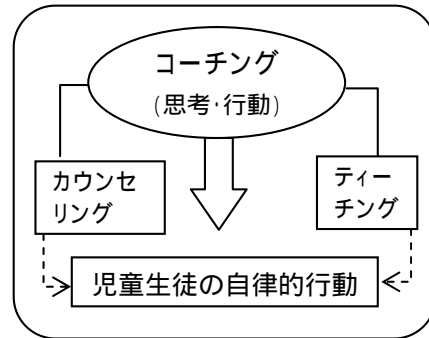 コーチング
(思考･行動)
カウンセ
リング
ティー
チング
児童生徒の自律的行動